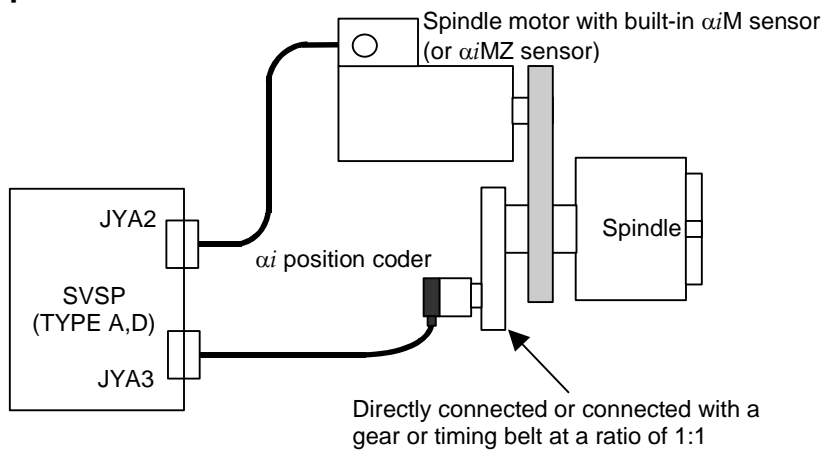 Spindle motor with built-in αiM sensor
(or αiMZ sensor)
JYA2
Spindle
αi position coder
SVSP
(TYPE A,D)
JYA3
Directly connected or connected with a
gear or timing belt at a ratio of 1:1